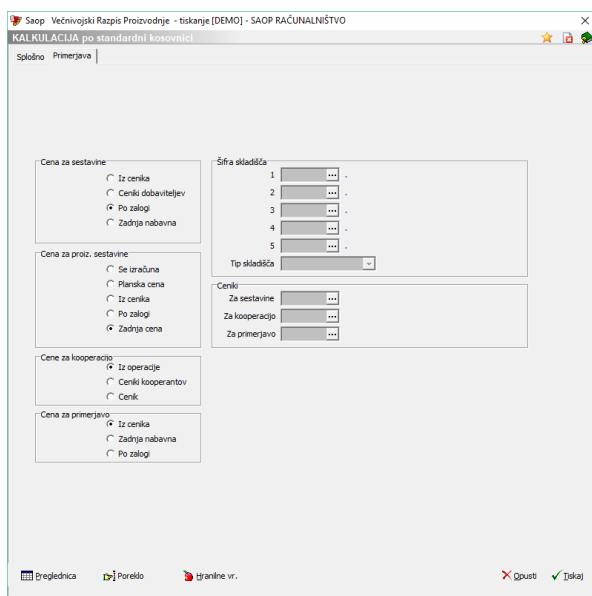 Saop Večnivojski Razpis Proizvodnje - tiskanje [DEMO] - SAOP RAČUNALNIŠTVO
KALKULACIJA po standardni kosovnici
Splošno Primerjava
Cena za sestavine
Iz cenika
Ceniki dobaviteljev
Po zalogi
Zadnja nabavna
Cena za proiz. sestavine
Se izračuna
Planska cena
Iz cenika
Po zalogi
Zadnja cena
Cene za kooperacijo
Iz operacije
Ceniki kooperantov
Cenik
Cena za primerjavo
Iz cenika
Zadnja nabavna
Po zalogi
Šifra skladišča
1 ... .
2 ... .
3 ... .
4 ... .
5 ... .
Tip skladišča
Ceniki
Za sestavine ...
Za kooperacijo ...
Za primerjavo ...
Preglednica Poreklo Hranilne vr. Opusti Tiskaj